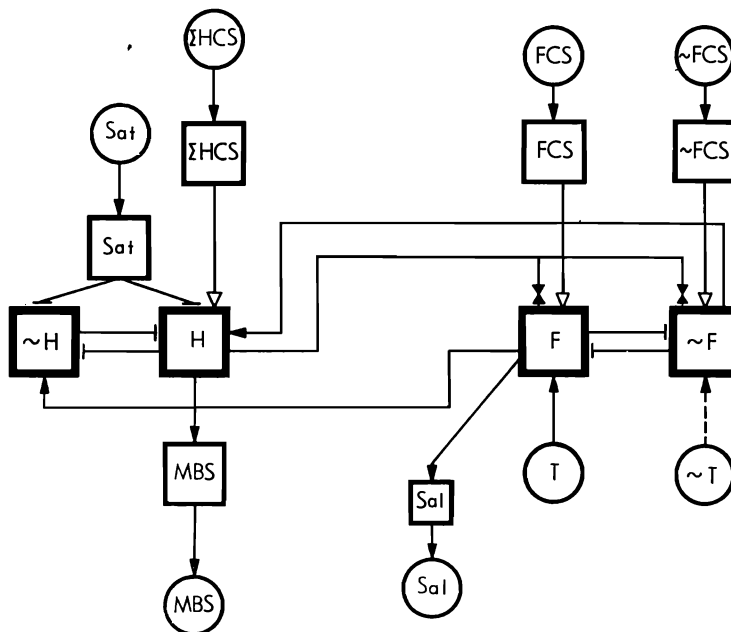 ΣHCS
FCS
~FCS
Sat
ΣHCS
FCS
~FCS
Sat
~H
H
F
~F
MBS
Sal
T
~T
MBS
Sal